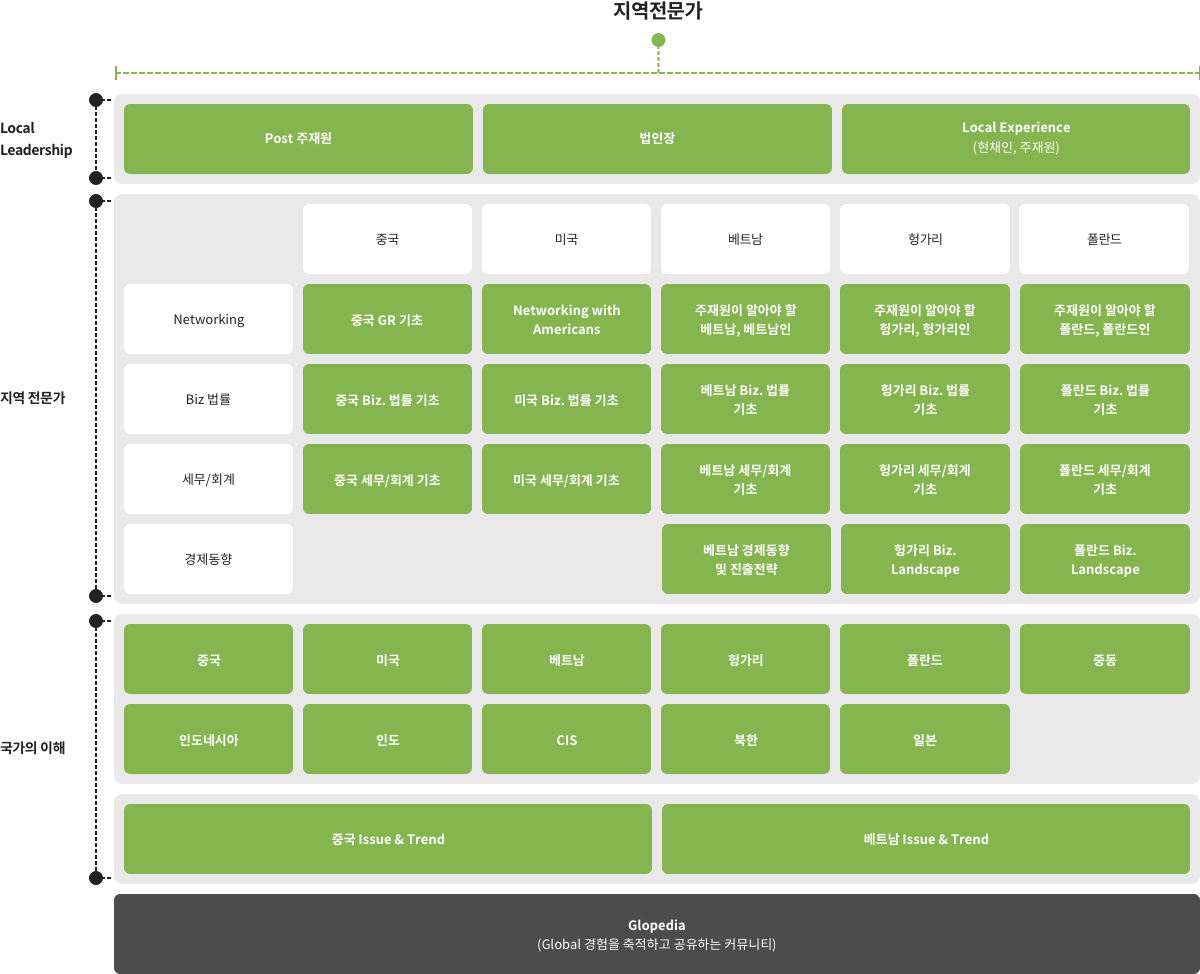 지역전문가
Local
Leadership
Post 주재원
법인장
Local Experience
(현채인, 주재원)
지역 전문가
중국
미국
베트남
헝가리
폴란드
Networking
중국 GR 기초
Networking with
Americans
주재원이 알아야 할
베트남, 베트남인
주재원이 알아야 할
헝가리, 헝가리인
주재원이 알아야 할
폴란드, 폴란드인
Biz 법률
중국 Biz. 법률 기초
미국 Biz. 법률 기초
베트남 Biz. 법률
기초
헝가리 Biz. 법률
기초
폴란드 Biz. 법률
기초
세무/회계
중국 세무/회계 기초
미국 세무/회계 기초
베트남 세무/회계
기초
헝가리 세무/회계
기초
폴란드 세무/회계
기초
경제동향
베트남 경제동향
및 진출전략
헝가리 Biz.
Landscape
폴란드 Biz.
Landscape
국가의 이해
중국
미국
베트남
헝가리
폴란드
중동
인도네시아
인도
CIS
북한
일본
중국 Issue & Trend
베트남 Issue & Trend
Glopedia
(Global 경험을 축적하고 공유하는 커뮤니티)